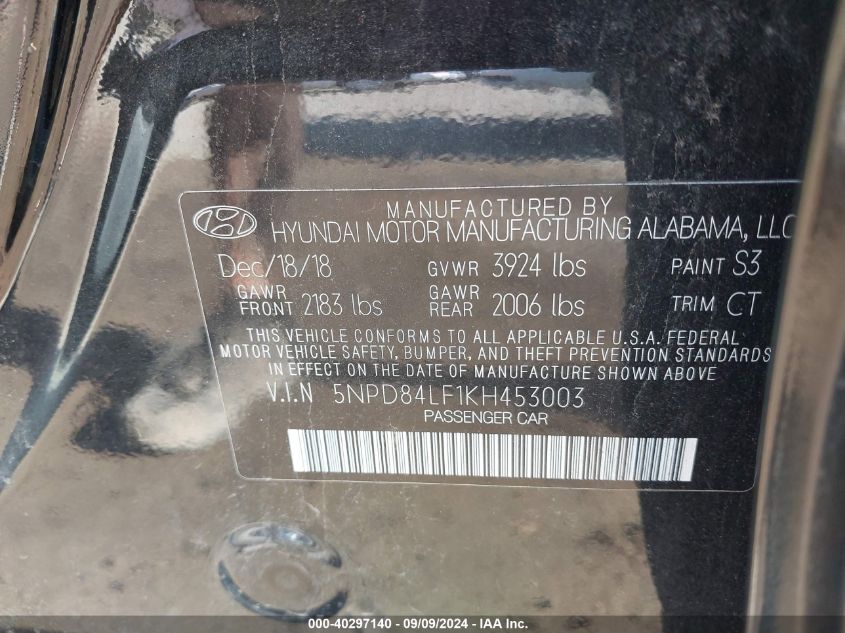 MANUFACTURED BY
HYUNDAI MOTOR MANUFACTURING ALABAMA, LLC
Dec/18/18 GVWR 3924 lbs PAINT S3
GAWR FRONT 2183 lbs GAWR REAR 2006 lbs TRIM CT
THIS VEHICLE CONFORMS TO ALL APPLICABLE U.S.A. FEDERAL
MOTOR VEHICLE SAFETY, BUMPER, AND THEFT PREVENTION STANDARDS
IN EFFECT ON THE DATE OF MANUFACTURE SHOWN ABOVE
V.I.N 5NPD84LF1KH453003
PASSENGER CAR
000-40297140 - 09/09/2024 - IAA Inc.